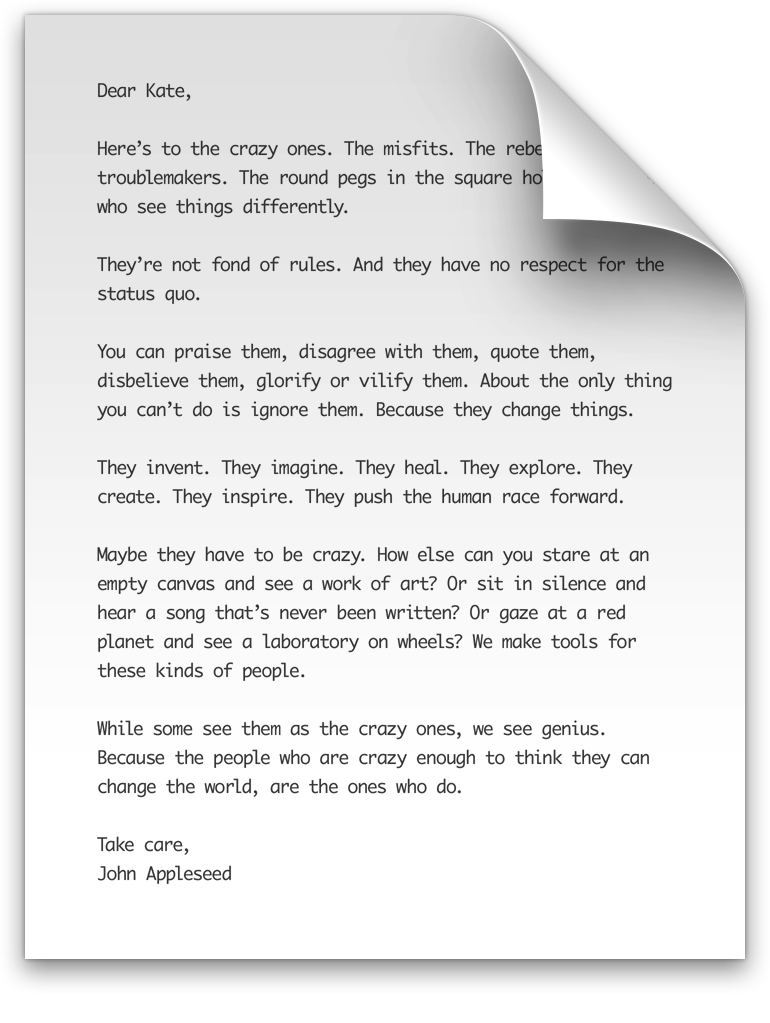 Dear Kate,
Here’s to the crazy ones. The misfits. The
troublemakers. The round pegs in the square
who see things differently.
They’re not fond of rules. And they have no respect for the
status quo.
You can praise them, disagree with them, quote them,
disbelieve them, glorify or vilify them. About the only thing
you can’t do is ignore them. Because they change things.
They invent. They imagine. They heal. They explore. They
create. They inspire. They push the human race forward.
Maybe they have to be crazy. How else can you stare at an
empty canvas and see a work of art? Or sit in silence and
hear a song that’s never been written? Or gaze at a red
planet and see a laboratory on wheels? We make tools for
these kinds of people.
While some see them as the crazy ones, we see genius.
Because the people who are crazy enough to think they can
change the world, are the ones who do.
Take care,
John Appleseed